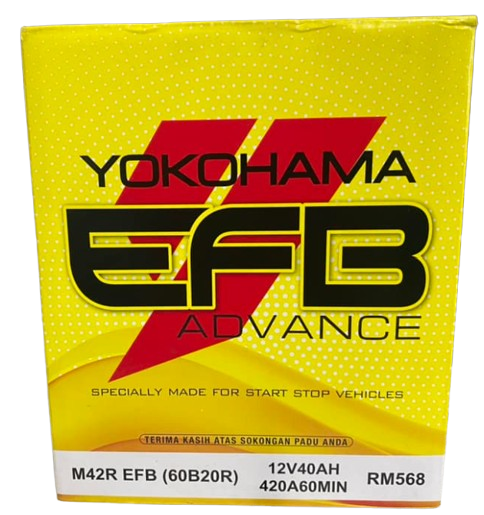 YOKOHAMA
EFB
ADVANCE
SPECIALLY MADE FOR START STOP VEHICLES
TERIMA KASIH ATAS SOKONGAN PADU ANDA
M42R EFB (60B20R) 12V40AH 420A60MIN RM568